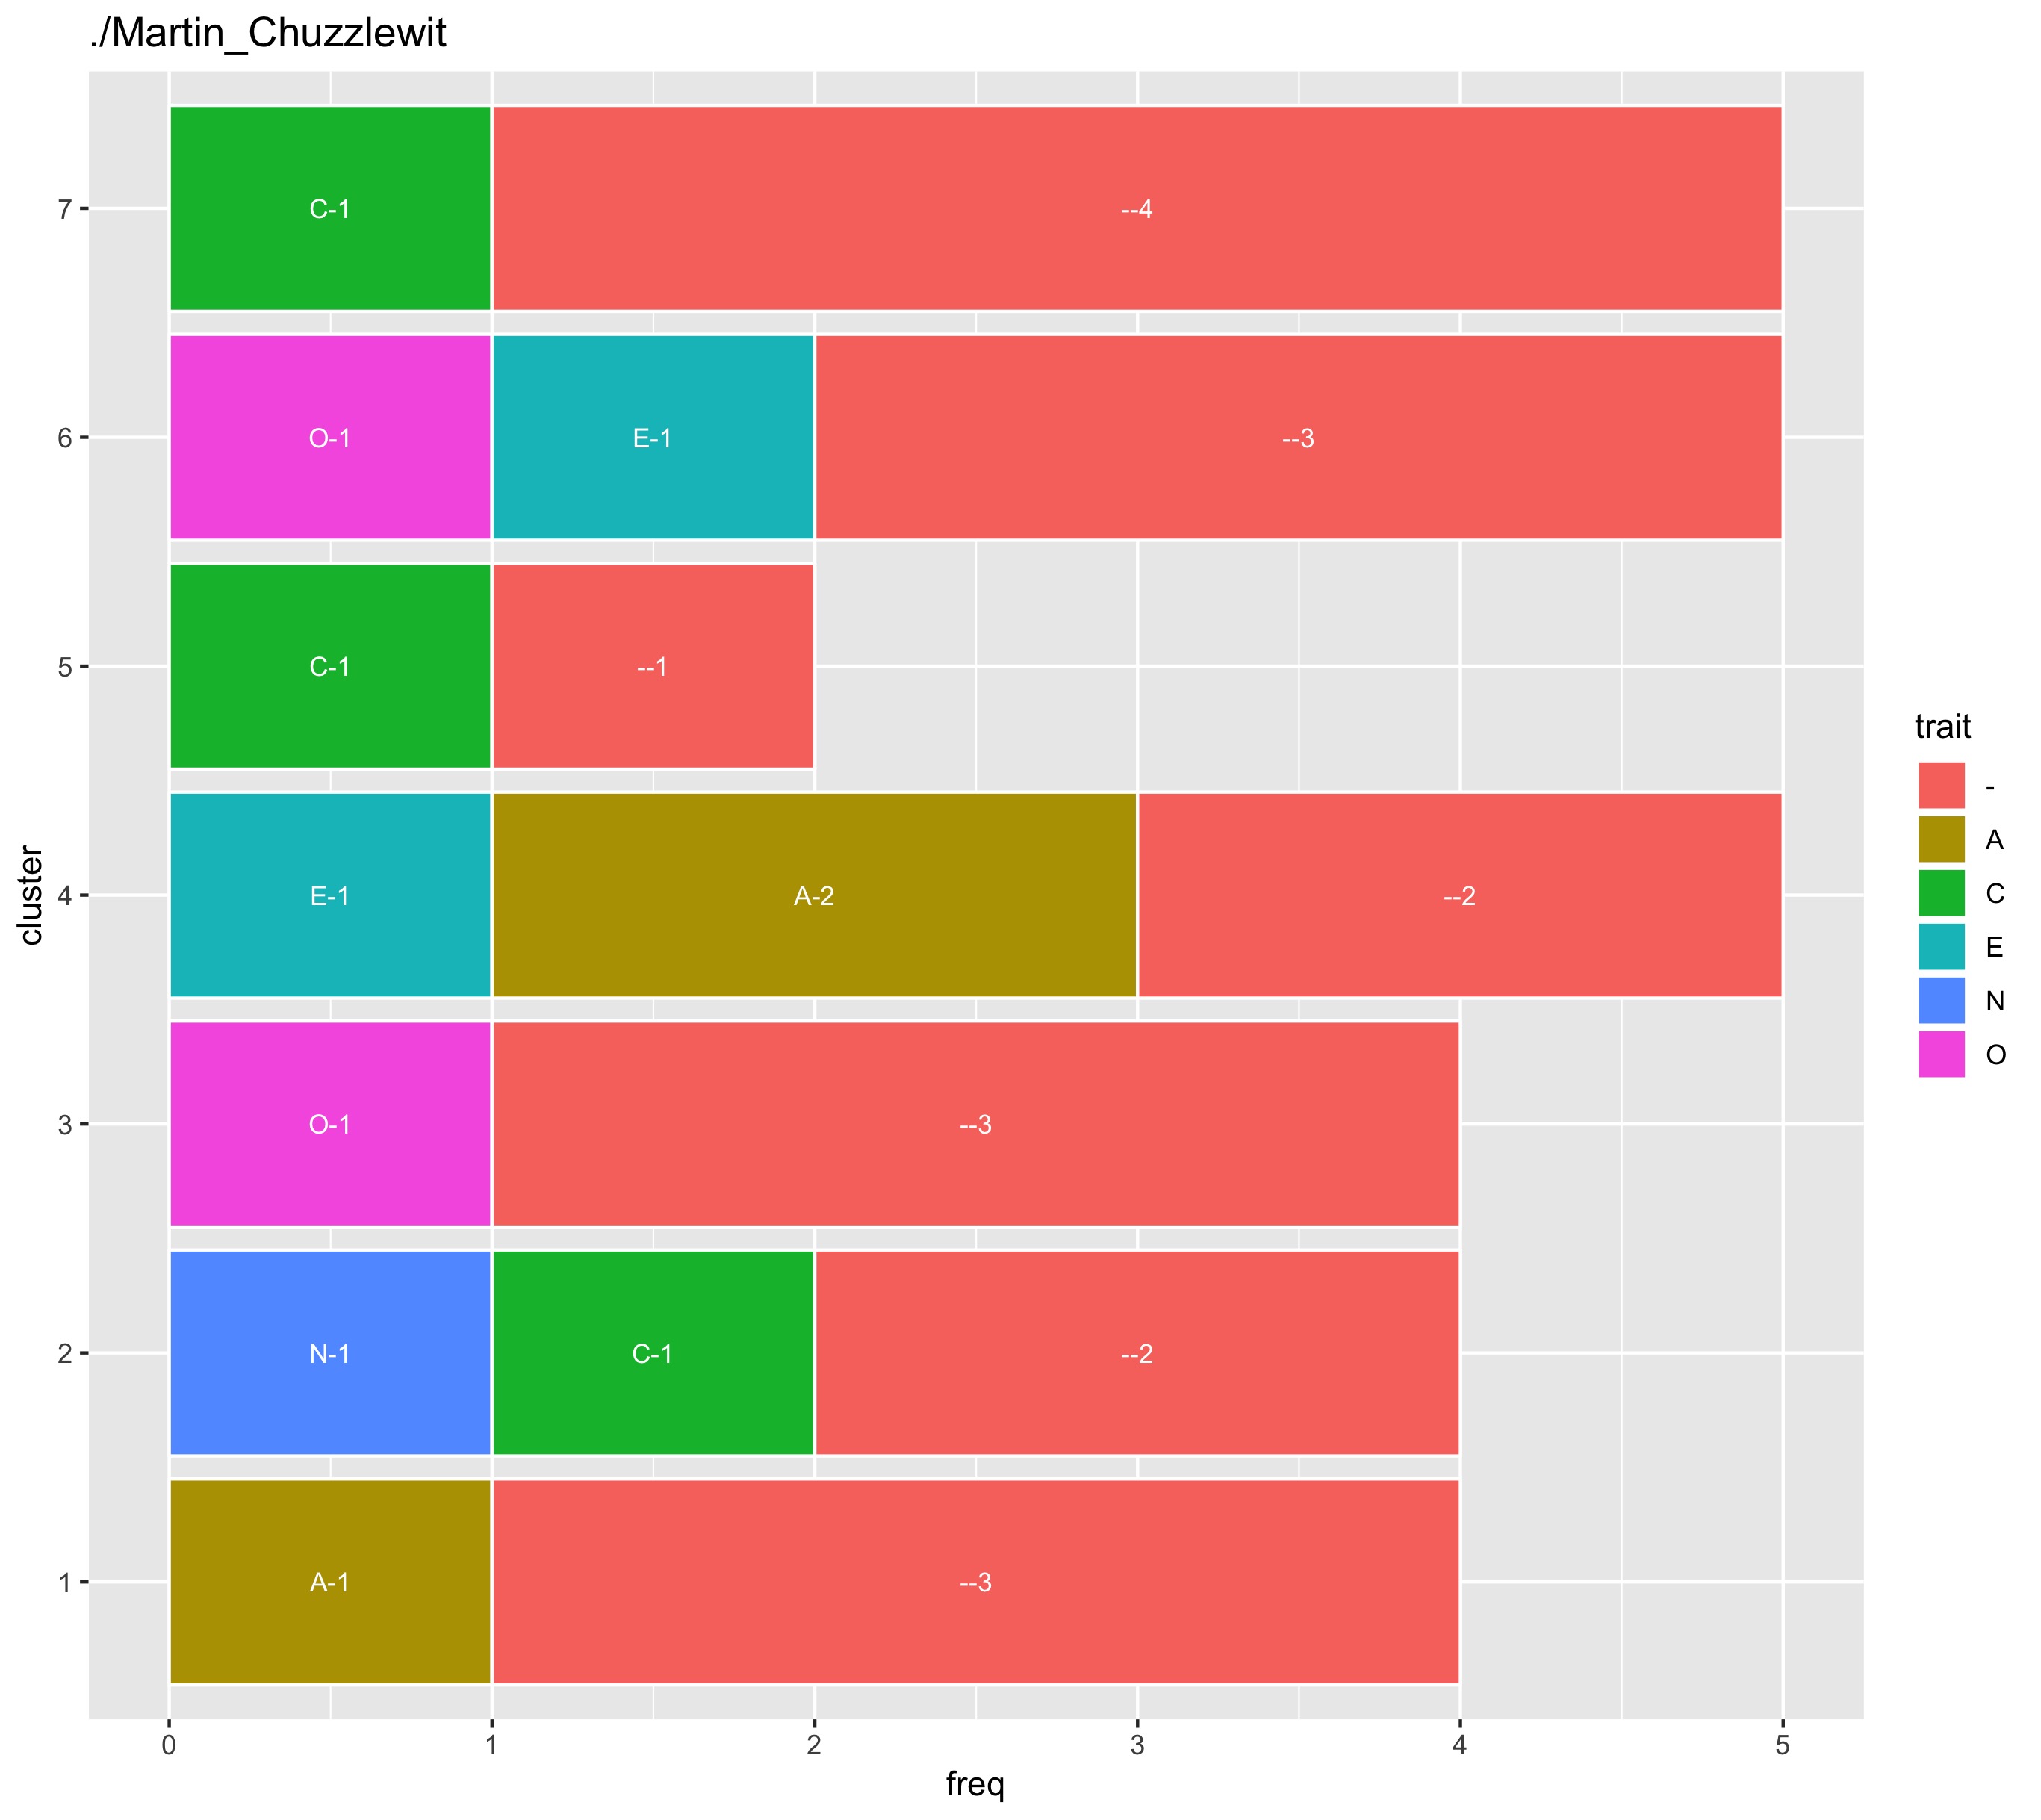 ./Martin_Chuzzlewit
7
C-1
--4
6
O-1
E-1
--3
5
C-1
--1
4
E-1
A-2
--2
3
O-1
--3
2
N-1
C-1
--2
1
A-1
--3
cluster
0 1 2 3 4 5
freq
trait
-
A
C
E
N
O